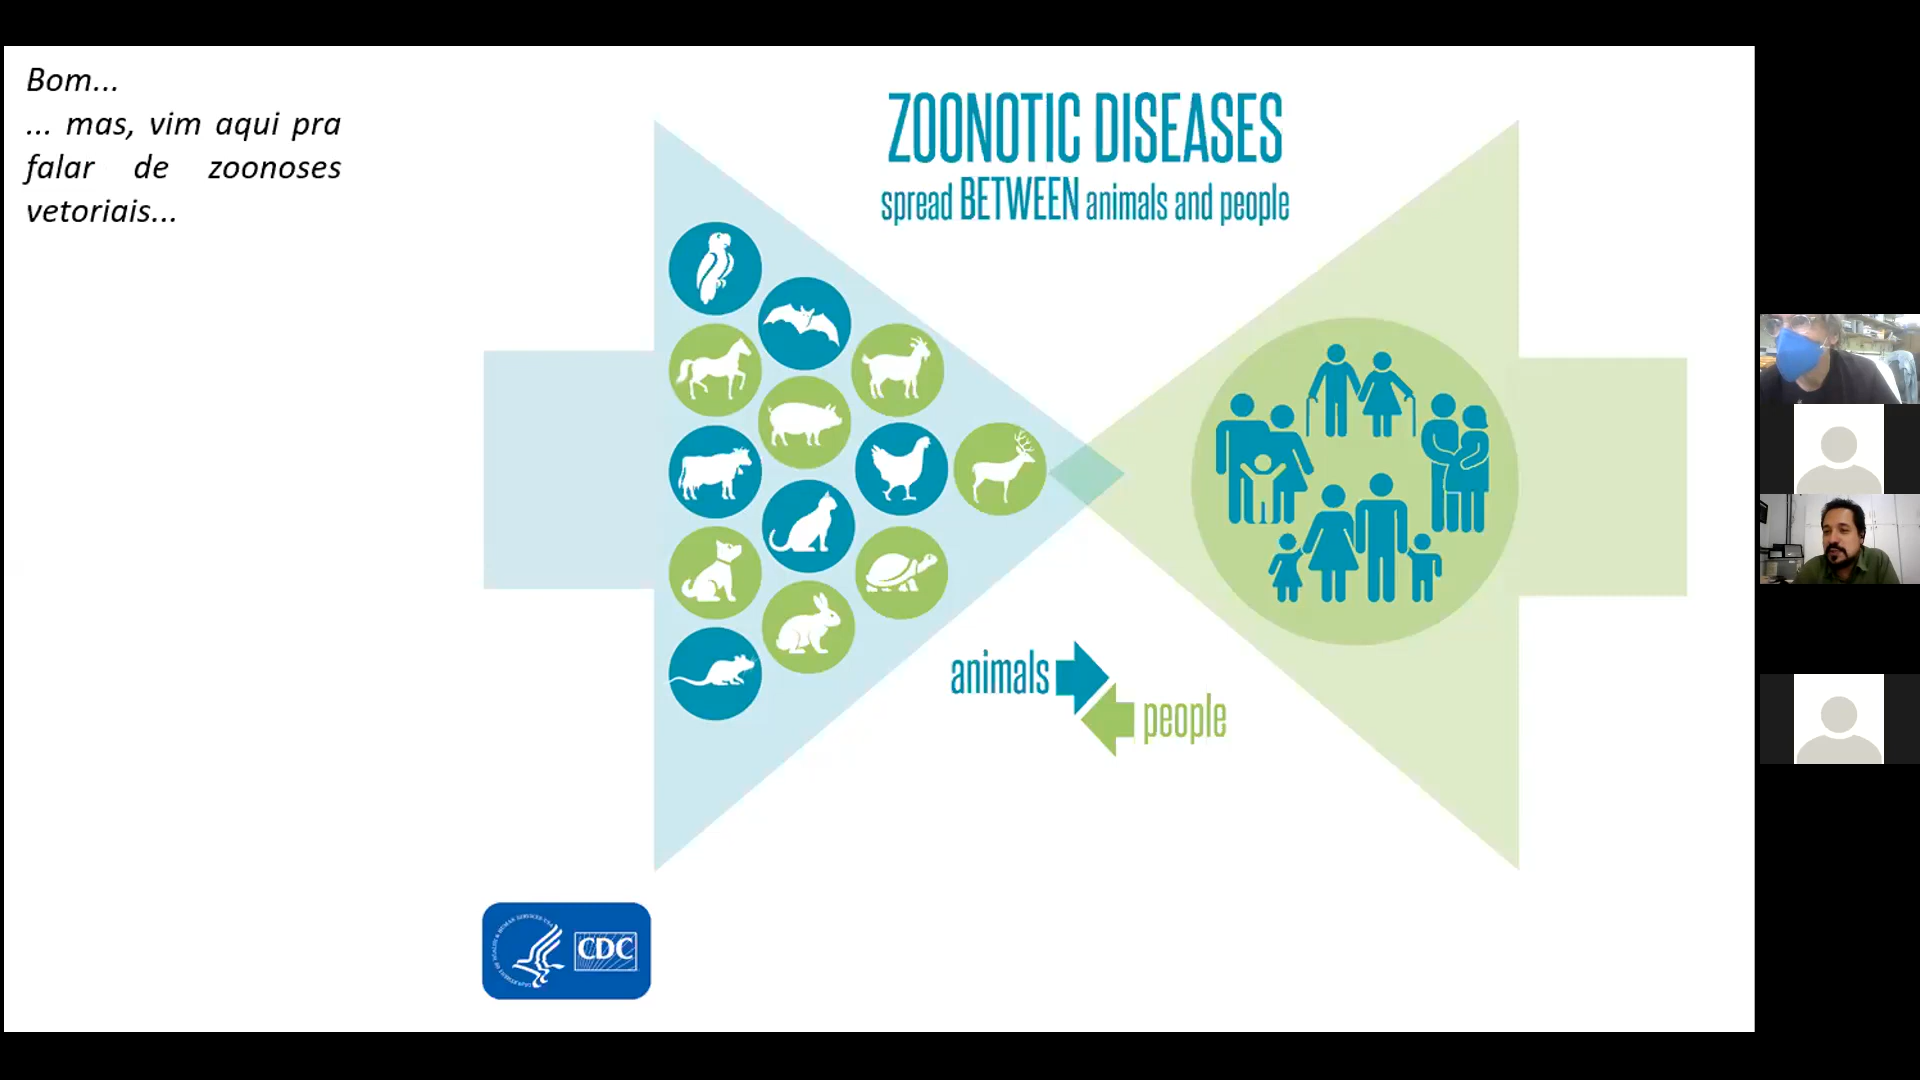 Bom...
... mas, vim aqui pra
falar de zoonoses
vetoriais...
ZOONOTIC DISEASES
spread BETWEEN animals and people
animals
people
CDC